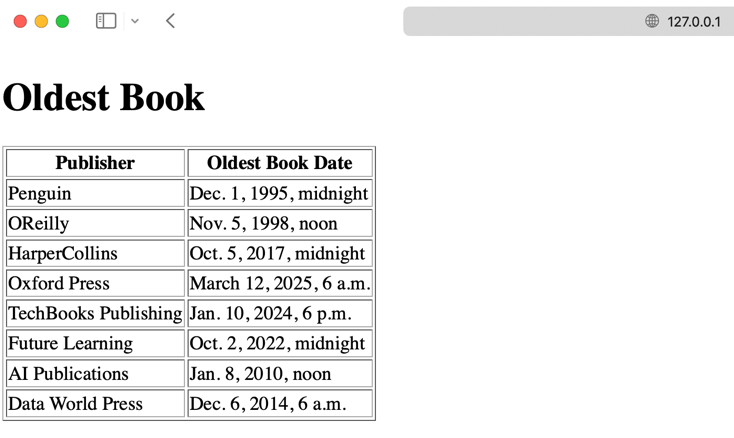 127.0.0.1
Oldest Book
Publisher Oldest Book Date
Penguin Dec. 1, 1995, midnight
OReilly Nov. 5, 1998, noon
HarperCollins Oct. 5, 2017, midnight
Oxford Press March 12, 2025, 6 a.m.
TechBooks Publishing Jan. 10, 2024, 6 p.m.
Future Learning Oct. 2, 2022, midnight
AI Publications Jan. 8, 2010, noon
Data World Press Dec. 6, 2014, 6 a.m.